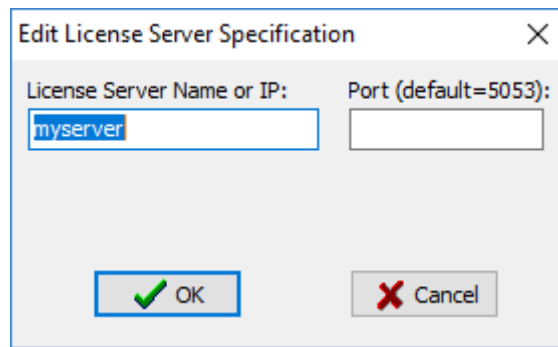 Edit License Server Specification
License Server Name or IP: Port (default=5053):
myserver
OK Cancel